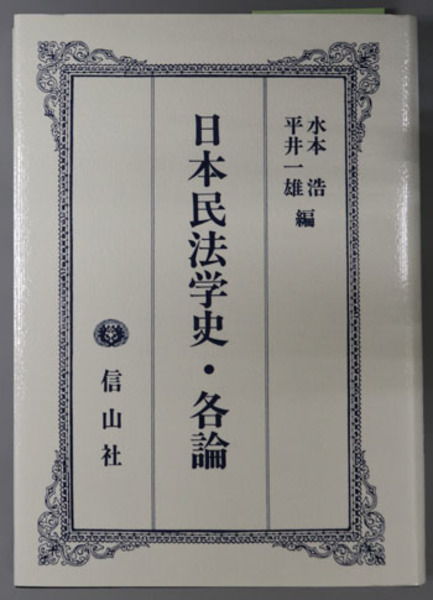 水本 浩
平井一雄 編
日本民法学史・各論
信山社